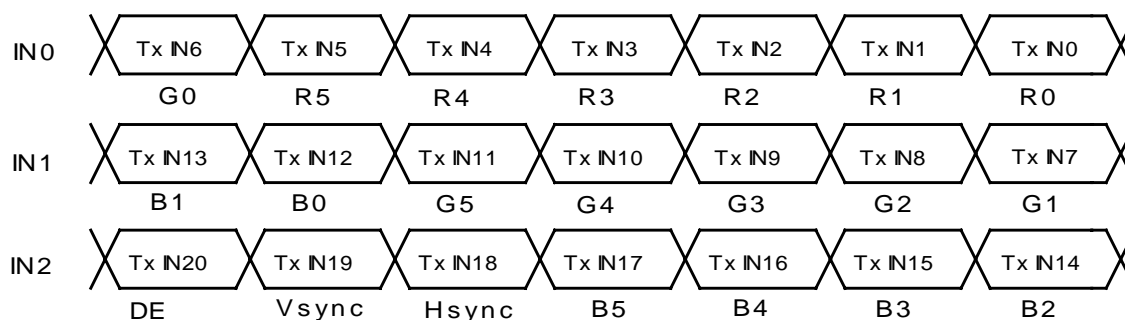 IN0 Tx IN6 Tx IN5 Tx IN4 Tx IN3 Tx IN2 Tx IN1 Tx IN0
G0 R5 R4 R3 R2 R1 R0
IN1 Tx IN13 Tx IN12 Tx IN11 Tx IN10 Tx IN9 Tx IN8 Tx IN7
B1 B0 G5 G4 G3 G2 G1
IN2 Tx IN20 Tx IN19 Tx IN18 Tx IN17 Tx IN16 Tx IN15 Tx IN14
DE Vsync Hsync B5 B4 B3 B2